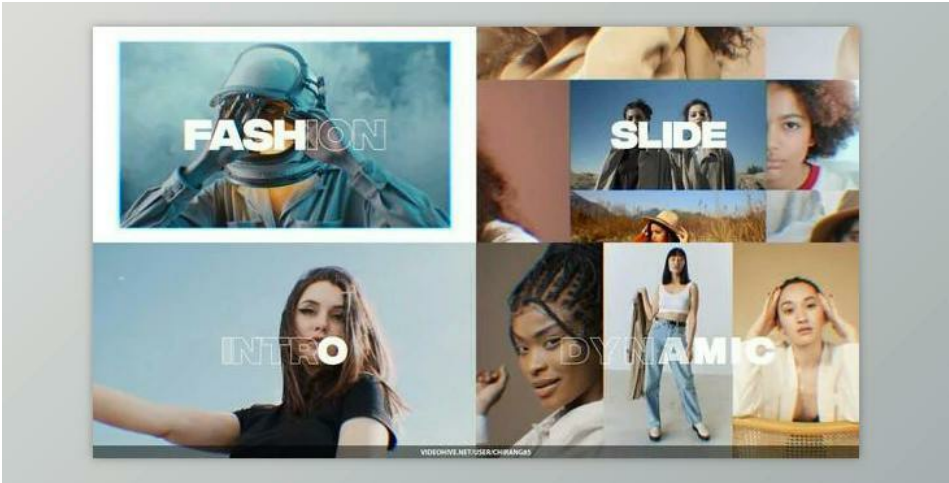 FASHION
SLIDE
INTRO
DYNAMIC
VIDEOHIVE.NET/USER/CHIRANG85